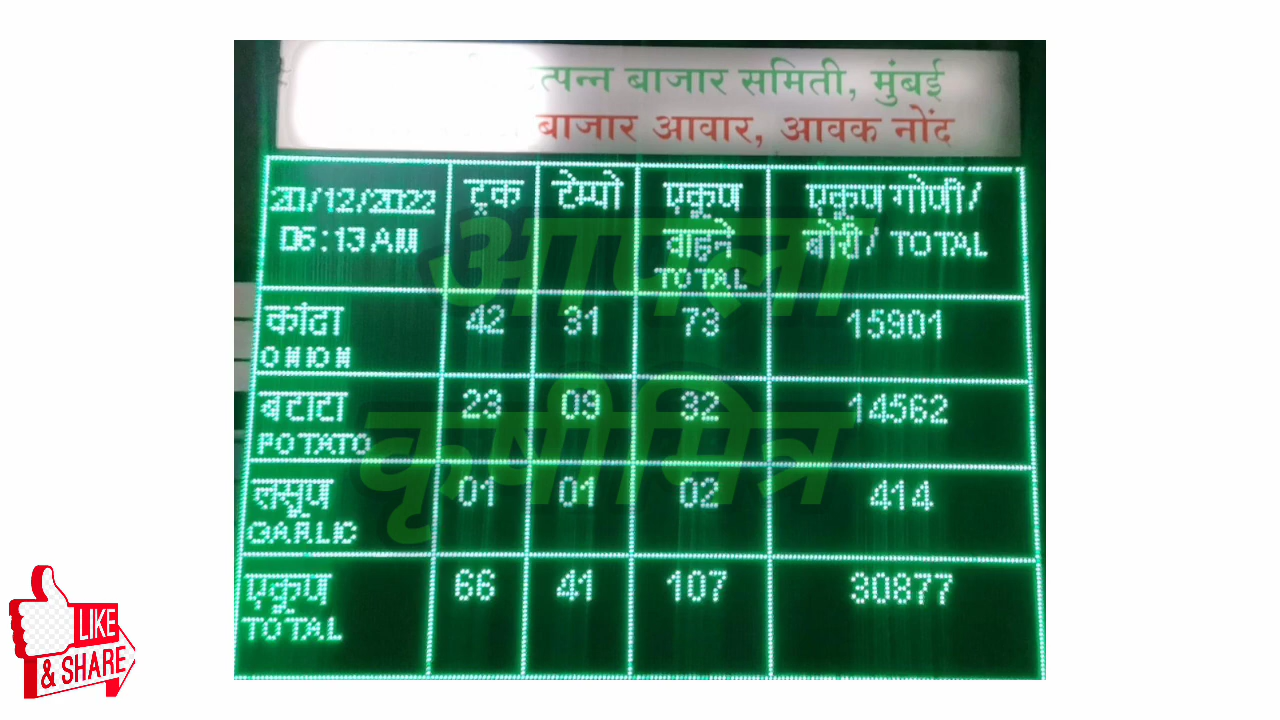 त्पन्न बाजार समिती, मुंबई
बाजार आवार, आवक नोंद
20/12/2022 ट्रक टेम्पो एकूण एकूण गोणी/
06:13AM वाहने बोरी/ TOTAL
TOTAL
कांदा 42 31 73 15901
ONION
बटाटा 23 09 32 14562
POTATO
लसूण 01 01 02 414
GARLIC
एकूण 66 41 107 30877
TOTAL
आपला
कृषीमित्र
LIKE
& SHARE